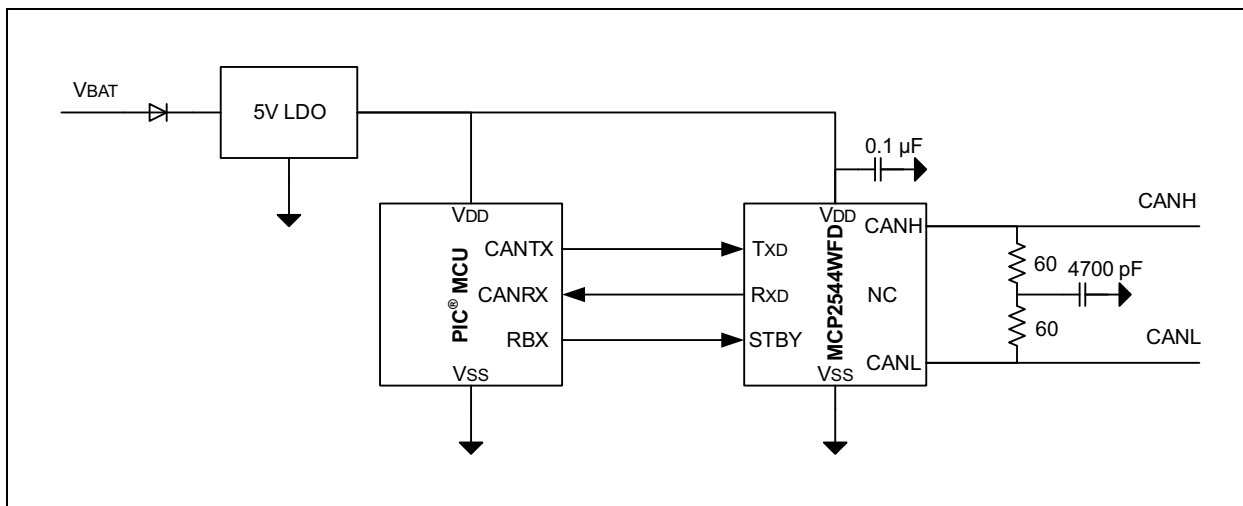 VBAT
5V LDO
0.1 µF
VDD
CANTX
CANRX
RBX
VSS
PIC® MCU
VDD
TXD
RXD
STBY
VSS
MCP2544WFD
CANH
NC
CANL
CANH
60
4700 pF
60
CANL